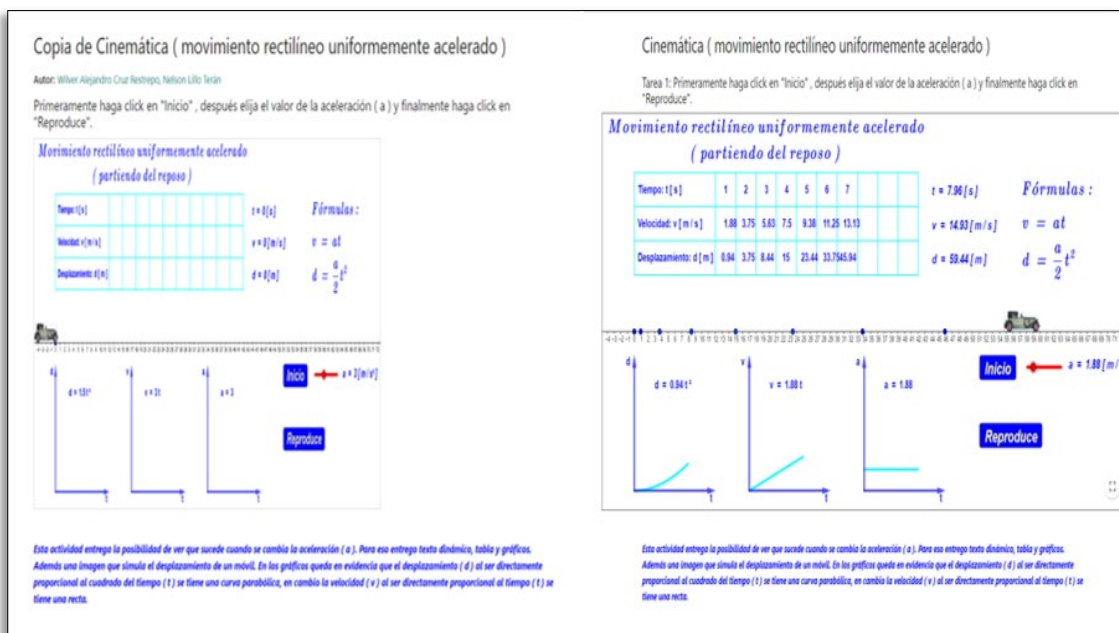 Copia de Cinemática ( movimiento rectilíneo uniformemente acelerado )
Autor: Wilver Alejandro Cruz Restrepo, Nelson Lillo Terán
Primeramente haga click en "Inicio" , después elija el valor de la aceleración ( a ) y finalmente haga click en
"Reproduce".
Movimiento rectilíneo uniformemente acelerado
( partiendo del reposo )
Tiempo: t [ s ]
t = 0 [ s ]
Fórmulas :
Velocidad: v [ m / s ]
v = 0 [ m / s ]
v = at
Desplazamiento: d [ m ]
d = 0 [ m ]
d = a/2 t²
d
d = 1.5 t²
t
v
v = 3 t
t
a
a = 3
t
Inicio
a = 3 [ m / s² ]
Reproduce
Esta actividad entrega la posibilidad de ver que sucede cuando se cambia la aceleración ( a ). Para eso entrego texto dinámico, tabla y gráficos.
Además una imagen que simula el desplazamiento de un móvil. En los gráficos queda en evidencia que el desplazamiento ( d ) al ser directamente
proporcional al cuadrado del tiempo ( t ) se tiene una curva parabólica, en cambio la velocidad ( v ) al ser directamente proporcional al tiempo ( t ) se
tiene una recta.
Cinemática ( movimiento rectilíneo uniformemente acelerado )
Tarea 1: Primeramente haga click en "Inicio" , después elija el valor de la aceleración ( a ) y finalmente haga click en
"Reproduce".
Movimiento rectilíneo uniformemente acelerado
( partiendo del reposo )
Tiempo: t [ s ] 1 2 3 4 5 6 7
t = 7.96 [ s ]
Fórmulas :
Velocidad: v [ m / s ] 1.88 3.75 5.63 7.5 9.38 11.25 13.13
v = 14.93 [ m / s ]
v = at
Desplazamiento: d [ m ] 0.94 3.75 8.44 15 23.44 33.75 45.94
d = 59.44 [ m ]
d = a/2 t²
d
d = 0.94 t²
t
v
v = 1.88 t
t
a
a = 1.88
t
Inicio
a = 1.88 [ m /
Reproduce
Esta actividad entrega la posibilidad de ver que sucede cuando se cambia la aceleración ( a ). Para eso entrego texto dinámico, tabla y gráficos.
Además una imagen que simula el desplazamiento de un móvil. En los gráficos queda en evidencia que el desplazamiento ( d ) al ser directamente
proporcional al cuadrado del tiempo ( t ) se tiene una curva parabólica, en cambio la velocidad ( v ) al ser directamente proporcional al tiempo ( t ) se
tiene una recta.